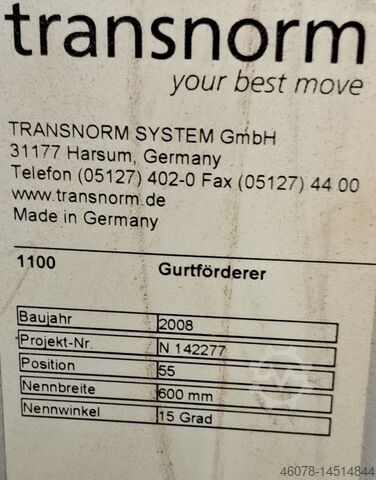 transnorm
your best move
TRANSNORM SYSTEM GmbH
31177 Harsum, Germany
Telefon (05127) 402-0 Fax (05127) 44 00
www.transnorm.de
Made in Germany
1100 Gurtförderer
Baujahr 2008
Projekt-Nr. N 142277
Position 55
Nennbreite 600 mm
Nennwinkel 15 Grad
46078-14514844